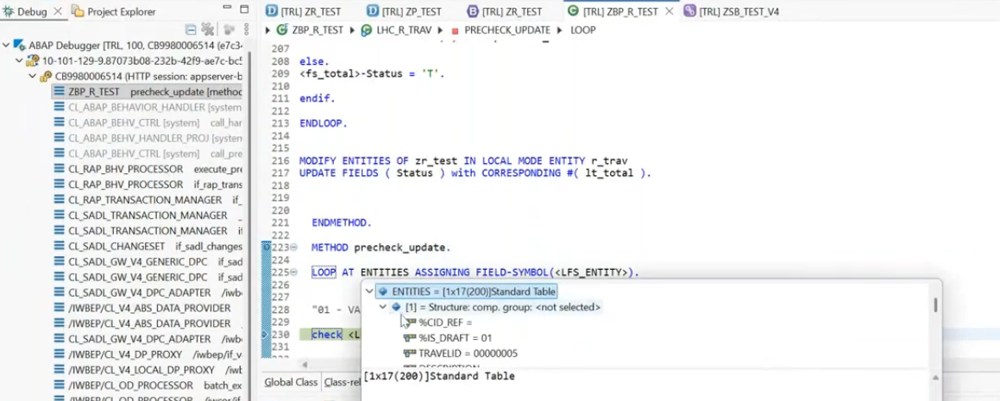 Debug
Project Explorer
ABAP Debugger [TRL, 100, CB9980006514 (e7c34
10-101-129-9.87073b08-232b-42f9-ae7c-bc5
CB9980006514 (HTTP session: appserver-b
ZBP_R_TEST precheck_update [method
CL_ABAP_BEHAVIOR_HANDLER [system
CL_ABAP_BEHV_CTRL [system] call_har
CL_ABAP_BEHV_HANDLER_PROJ [system
CL_ABAP_BEHV_CTRL [system] call_pre
CL_RAP_BHV_PROCESSOR execute_pre
CL_RAP_BHV_PROCESSOR if_rap_trans
CL_RAP_TRANSACTION_MANAGER if_
CL_SADL_TRANSACTION_MANAGER _
CL_SADL_TRANSACTION_MANAGER if
CL_SADL_CHANGESET if_sadl_changes
CL_SADL_GW_V4_GENERIC_DPC if_sad
CL_SADL_GW_V4_GENERIC_DPC if_sad
CL_SADL_GW_DPC_ADAPTER /iwbe
/IWBEP/CL_V4_ABS_DATA_PROVIDER
/IWBEP/CL_V4_ABS_DATA_PROVIDER
CL_SADL_GW_V4_DPC_ADAPTER /iwb
/IWBEP/CL_V4_DP_PROXY /iwbep/if_v
/IWBEP/CL_V4_LOCAL_DP_PROXY /iwb
/IWBEP/CL_OD_PROCESSOR batch_ex
/IWBEP/CL_OD_PROCESSOR
[TRL] ZR_TEST
[TRL] ZP_TEST
[TRL] ZR_TEST
[TRL] ZBP_R_TEST
[TRL] ZSB_TEST_V4
ZBP_R_TEST LHC_R_TRAV PRECHECK_UPDATE LOOP
207
208 else.
209 <fs_total>-Status = 'T'.
210
211 endif.
212
213 ENDLOOP.
214
215
216 MODIFY ENTITIES OF zr_test IN LOCAL MODE ENTITY r_trav
217 UPDATE FIELDS ( Status ) with CORRESPONDING #( lt_total ).
218
219
220
221 ENDMETHOD.
222
223 METHOD precheck_update.
224
225 LOOP AT ENTITIES ASSIGNING FIELD-SYMBOL(<LFS_ENTITY>).
226
227
228 "01 - VA
229
230 check <L
231
ENTITIES = [1x17(200)]Standard Table
[1] = Structure: comp. group: <not selected>
%CID_REF =
%IS_DRAFT = 01
TRAVELID = 00000005
[1x17(200)]Standard Table
Global Class Class-rel